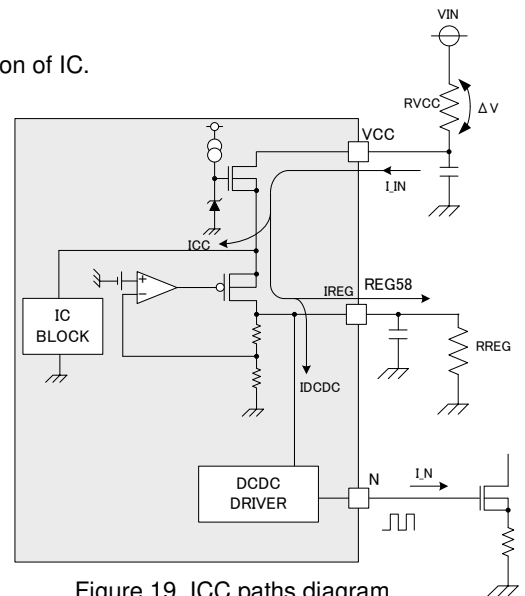 on of IC.
VIN
RVCC
ΔV
VCC
I_IN
ICC
IREG
REG58
+
−
IC
BLOCK
RREG
IDCDC
DCDC
DRIVER
N
I_N
Figure 19. ICC paths diagram